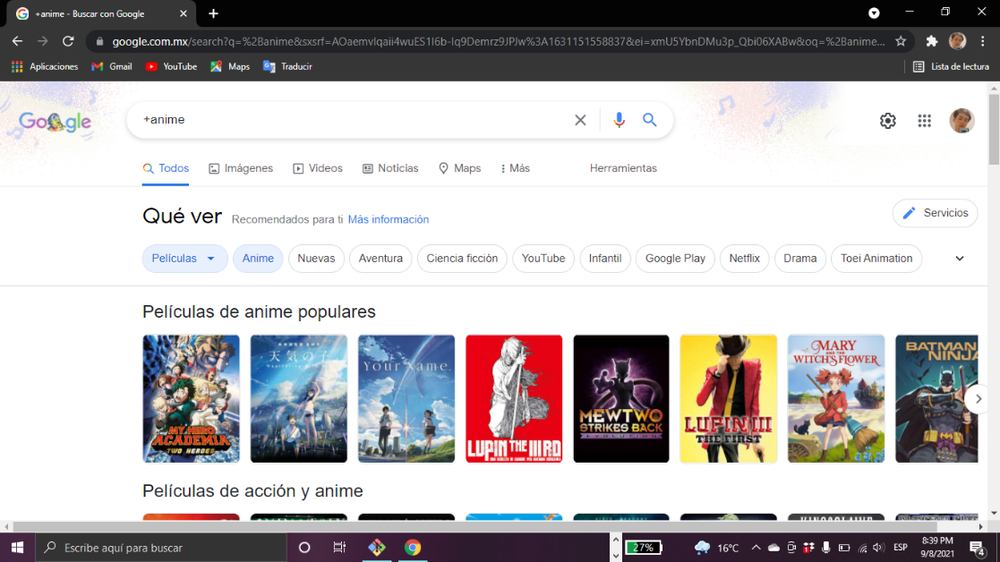 +anime - Buscar con Google
google.com.mx/search?q=%2Banime&sxsrf=AOaemvIqaii4wuES1I6b-Iq9Demrz9JPJw%3A1631151558837&ei=xmU5YbnDMu3p_Qbi06XABw&oq=%2Banime...
Aplicaciones Gmail YouTube Maps Traducir Lista de lectura
Google +anime
Todos Imágenes Videos Noticias Maps Más Herramientas
Qué ver Recomendados para ti Más información Servicios
Películas Anime Nuevas Aventura Ciencia ficción YouTube Infantil Google Play Netflix Drama Toei Animation
Películas de anime populares
MY HERO ACADEMIA TWO HEROES
天気の子
Your Name.
LUPIN THE IIIRD
MEWTWO STRIKES BACK EVOLUTION
LUPIN III THE FIRST
MARY AND THE WITCH'S FLOWER
BATMAN NINJA
Películas de acción y anime
Escribe aquí para buscar 27% 16°C ESP 8:39 PM
9/8/2021 4